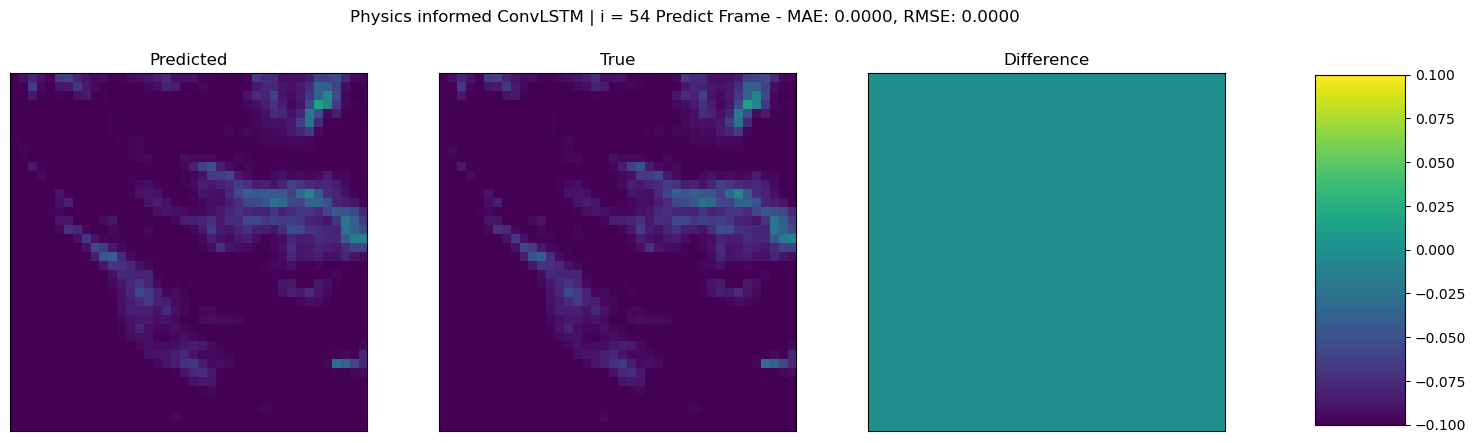 Physics informed ConvLSTM | i = 54 Predict Frame - MAE: 0.0000, RMSE: 0.0000
Predicted
True
Difference
0.100
0.075
0.050
0.025
0.000
−0.025
−0.050
−0.075
−0.100